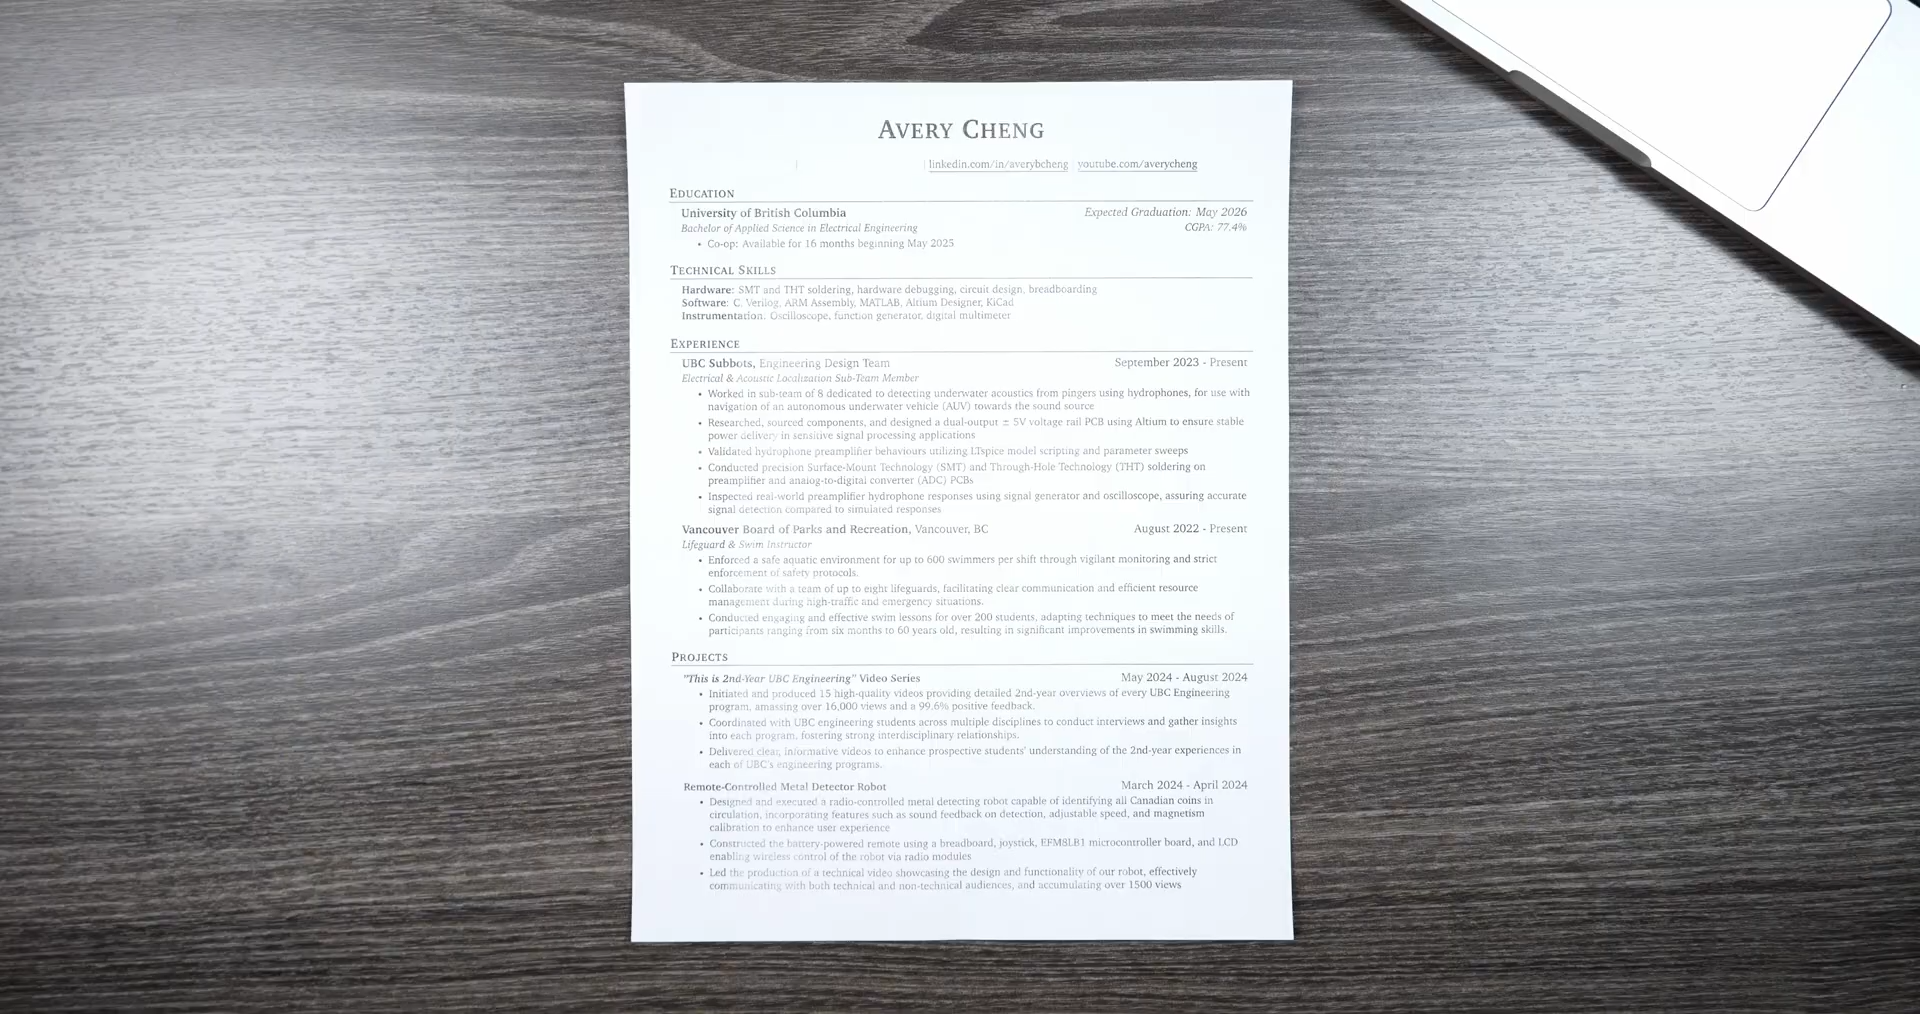 AVERY CHENG
linkedin.com/in/averybcheng youtube.com/averycheng
EDUCATION
University of British Columbia Expected Graduation: May 2026
Bachelor of Applied Science in Electrical Engineering CGPA: 77.4%
• Co-op: Available for 16 months beginning May 2025
TECHNICAL SKILLS
Hardware: SMT and THT soldering, hardware debugging, circuit design, breadboarding
Software: C, Verilog, ARM Assembly, MATLAB, Altium Designer, KiCad
Instrumentation: Oscilloscope, function generator, digital multimeter
EXPERIENCE
UBC Subbots, Engineering Design Team September 2023 - Present
Electrical & Acoustic Localization Sub-Team Member
• Worked in sub-team of 8 dedicated to detecting underwater acoustics from pingers using hydrophones, for use with
navigation of an autonomous underwater vehicle (AUV) towards the sound source
• Researched, sourced components, and designed a dual-output ± 5V voltage rail PCB using Altium to ensure stable
power delivery in sensitive signal processing applications
• Validated hydrophone preamplifier behaviours utilizing LTspice model scripting and parameter sweeps
• Conducted precision Surface-Mount Technology (SMT) and Through-Hole Technology (THT) soldering on
preamplifier and analog-to-digital converter (ADC) PCBs
• Inspected real-world preamplifier hydrophone responses using signal generator and oscilloscope, assuring accurate
signal detection compared to simulated responses
Vancouver Board of Parks and Recreation, Vancouver, BC August 2022 - Present
Lifeguard & Swim Instructor
• Enforced a safe aquatic environment for up to 600 swimmers per shift through vigilant monitoring and strict
enforcement of safety protocols.
• Collaborate with a team of up to eight lifeguards, facilitating clear communication and efficient resource
management during high-traffic and emergency situations.
• Conducted engaging and effective swim lessons for over 200 students, adapting techniques to meet the needs of
participants ranging from six months to 60 years old, resulting in significant improvements in swimming skills.
PROJECTS
"This is 2nd-Year UBC Engineering" Video Series May 2024 - August 2024
• Initiated and produced 15 high-quality videos providing detailed 2nd-year overviews of every UBC Engineering
program, amassing over 16,000 views and a 99.6% positive feedback.
• Coordinated with UBC engineering students across multiple disciplines to conduct interviews and gather insights
into each program, fostering strong interdisciplinary relationships.
• Delivered clear, informative videos to enhance prospective students' understanding of the 2nd-year experiences in
each of UBC's engineering programs.
Remote-Controlled Metal Detector Robot March 2024 - April 2024
• Designed and executed a radio-controlled metal detecting robot capable of identifying all Canadian coins in
circulation, incorporating features such as sound feedback on detection, adjustable speed, and magnetism
calibration to enhance user experience
• Constructed the battery-powered remote using a breadboard, joystick, EFM8LB1 microcontroller board, and LCD
enabling wireless control of the robot via radio modules
• Led the production of a technical video showcasing the design and functionality of our robot, effectively
communicating with both technical and non-technical audiences, and accumulating over 1500 views